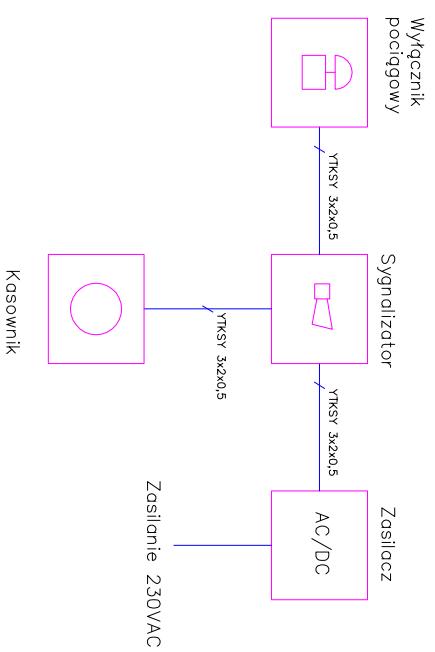 Wyłącznik
pociągowy
Sygnalizator
Zasilacz
YTKSY 3x2x0,5
YTKSY 3x2x0,5
AC/DC
YTKSY 3x2x0,5
Zasilanie 230VAC
Kasownik